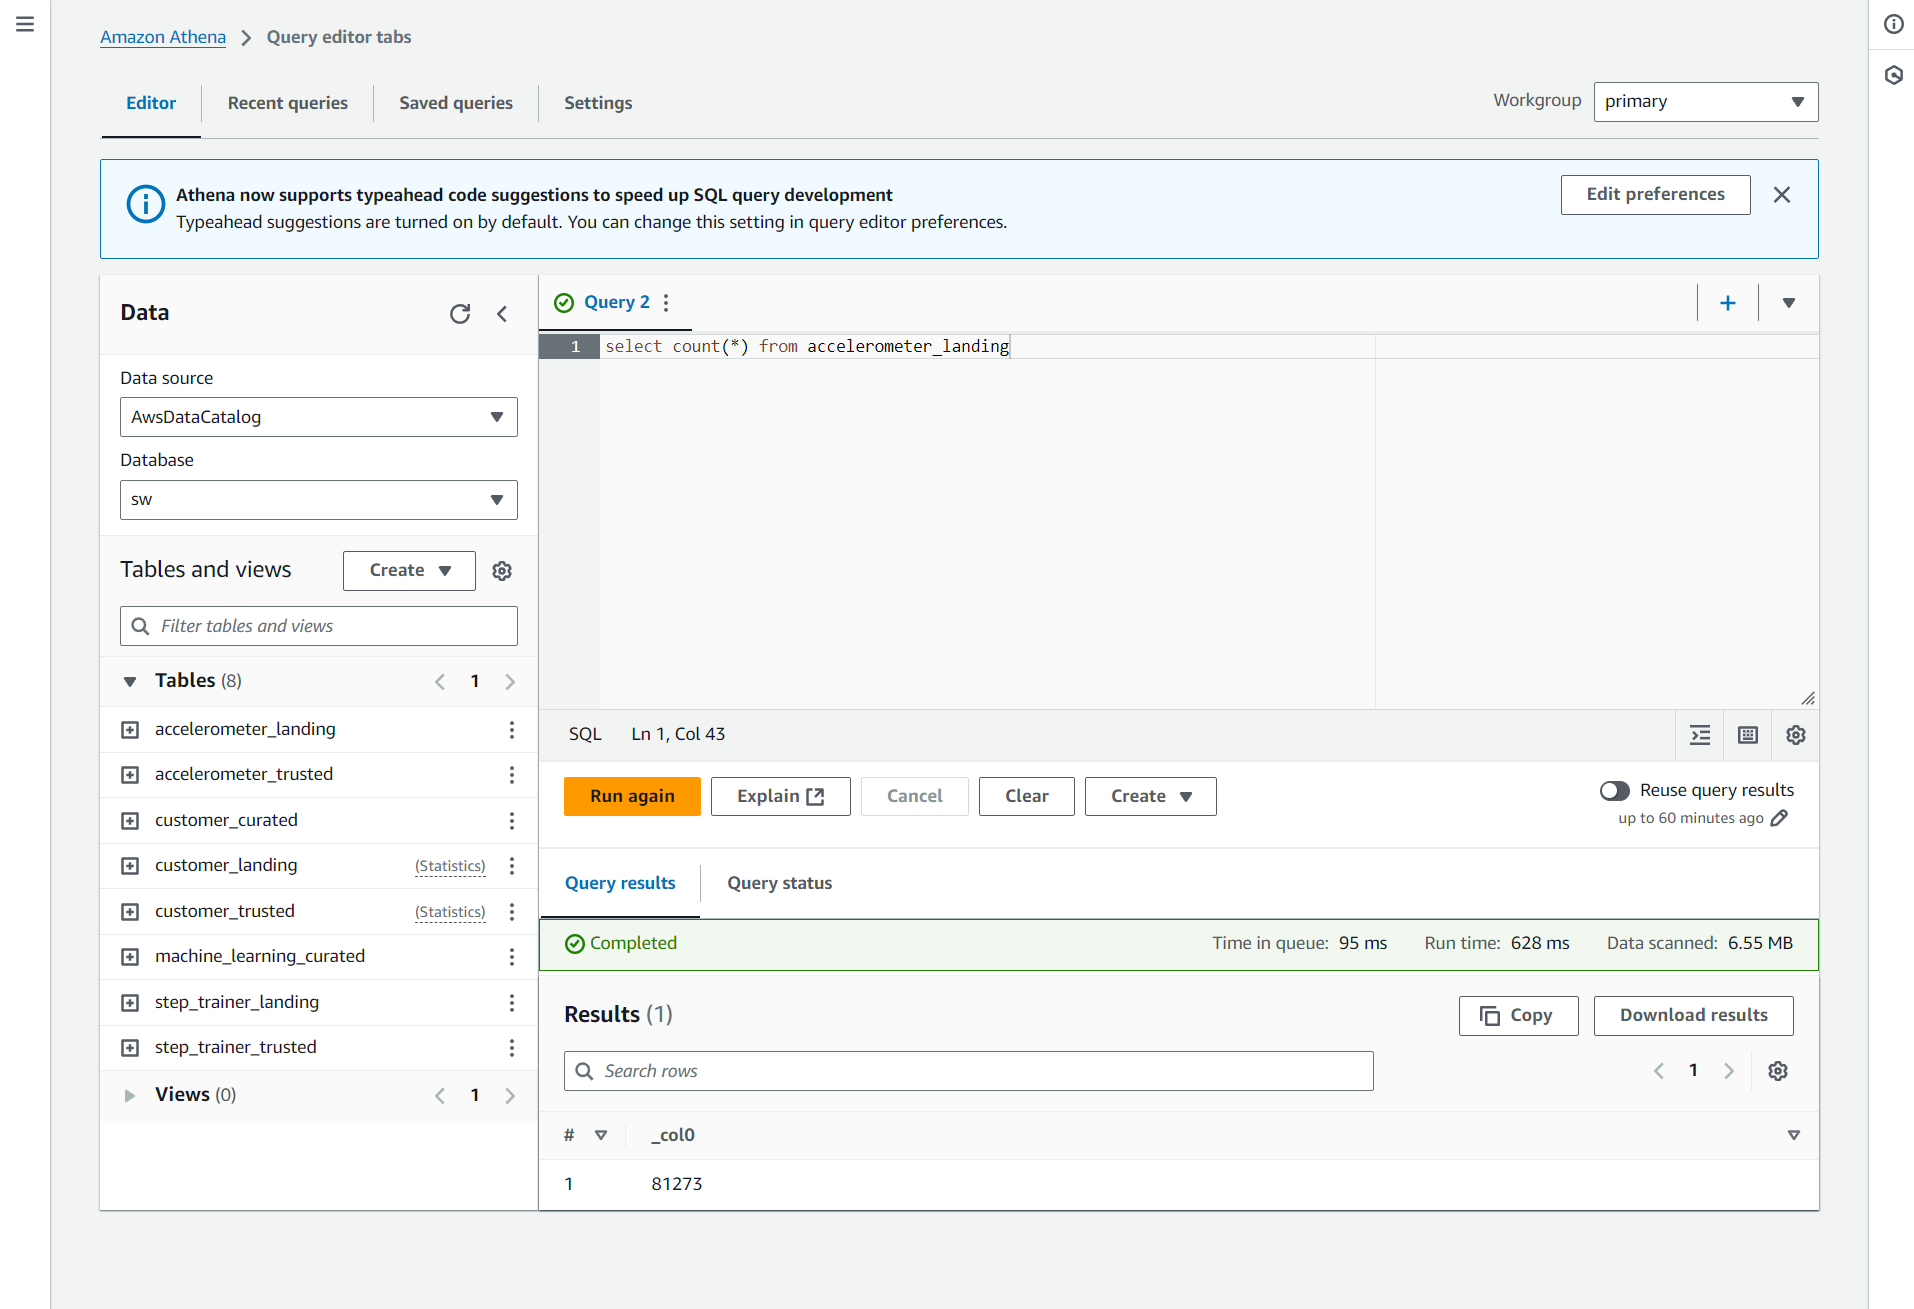 Amazon Athena > Query editor tabs
Editor Recent queries Saved queries Settings
Workgroup primary
Athena now supports typeahead code suggestions to speed up SQL query development
Typeahead suggestions are turned on by default. You can change this setting in query editor preferences.
Edit preferences
Data
Data source
AwsDataCatalog
Database
sw
Tables and views
Create
Filter tables and views
Tables (8)
1
accelerometer_landing
accelerometer_trusted
customer_curated
customer_landing (Statistics)
customer_trusted (Statistics)
machine_learning_curated
step_trainer_landing
step_trainer_trusted
Views (0)
1
Query 2
1 select count(*) from accelerometer_landing
SQL Ln 1, Col 43
Run again Explain Cancel Clear Create
Reuse query results
up to 60 minutes ago
Query results Query status
Completed Time in queue: 95 ms Run time: 628 ms Data scanned: 6.55 MB
Results (1)
Copy Download results
Search rows
1
# _col0
1 81273